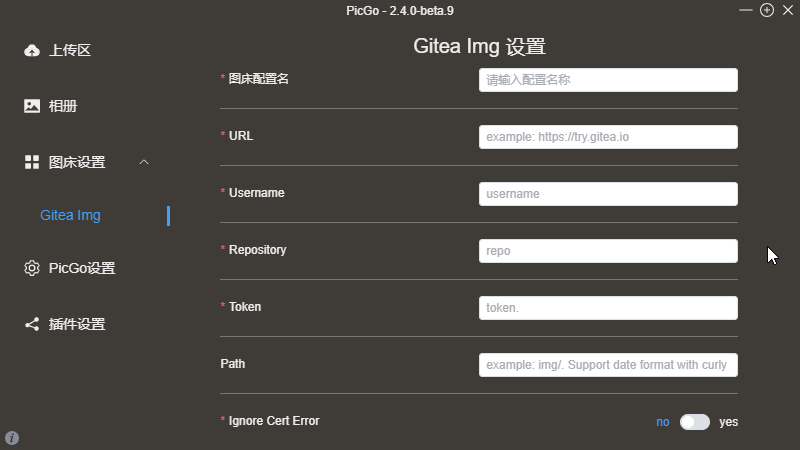 PicGo - 2.4.0-beta.9
上传区
相册
图床设置
Gitea Img
PicGo设置
插件设置
Gitea Img 设置
* 图床配置名
请输入配置名称
* URL
example: https://try.gitea.io
* Username
username
* Repository
repo
* Token
token.
Path
example: img/. Support date format with curly
* Ignore Cert Error
no
yes